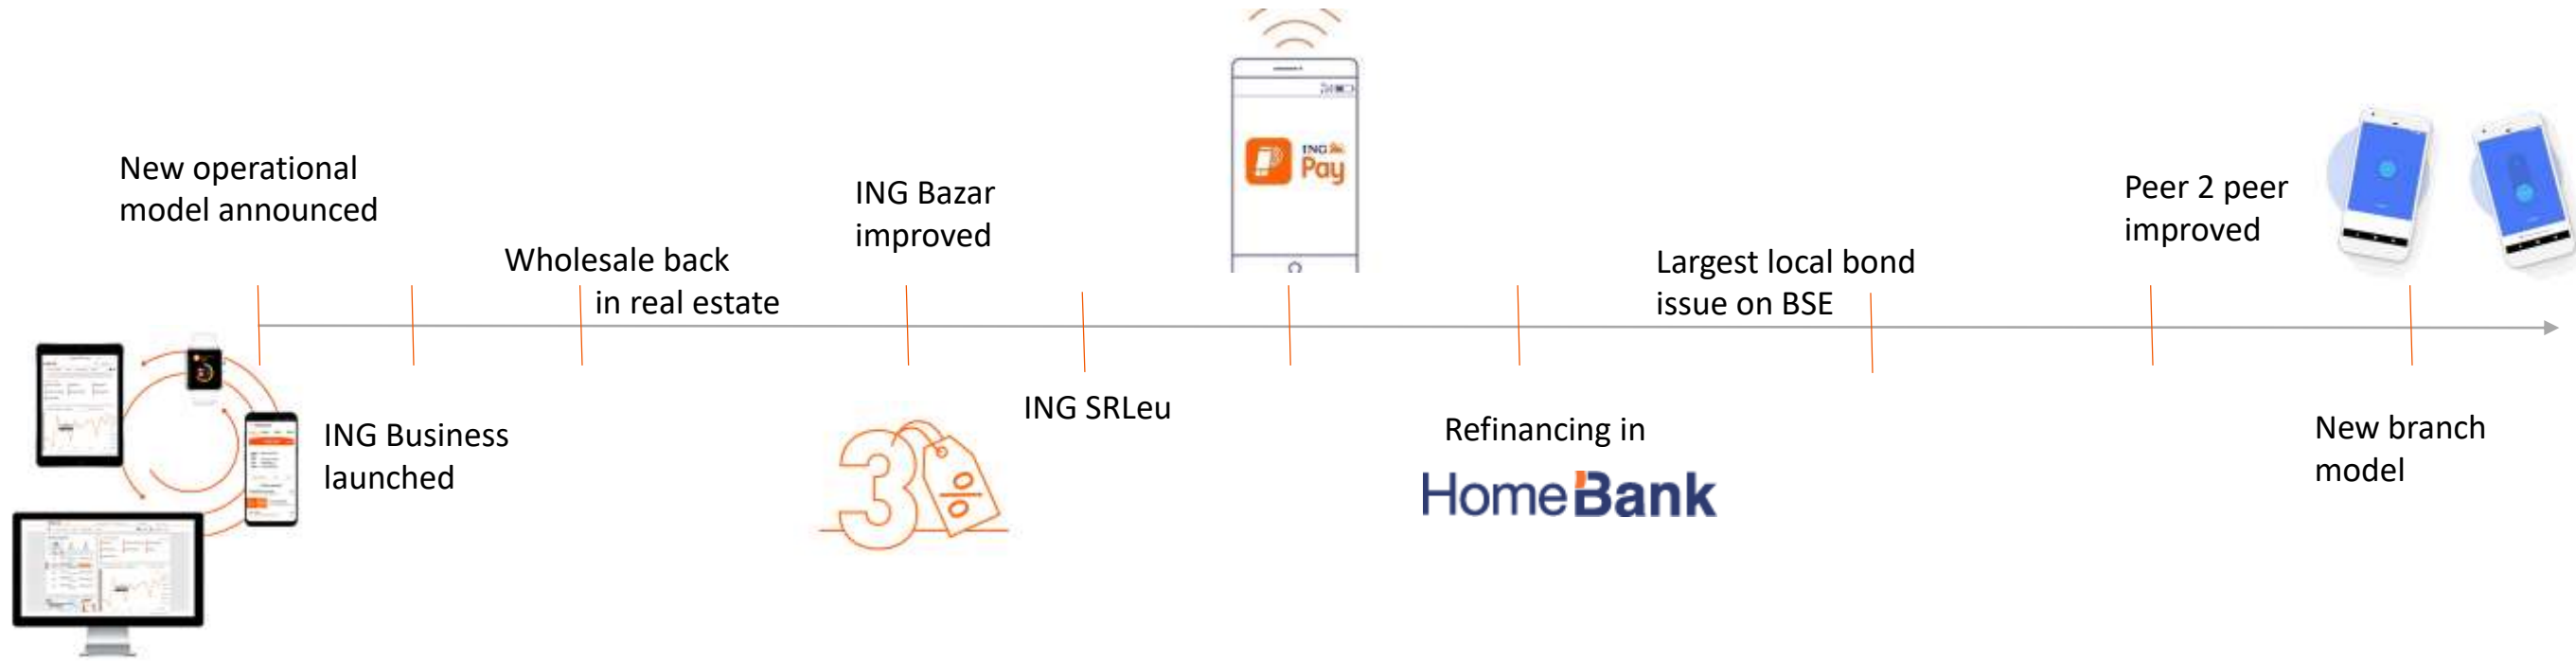 New operational
model announced
ING Business
launched
Wholesale back
in real estate
ING Bazar
improved
3%
ING SRLeu
ING
Pay
Refinancing in
HomeBank
Largest local bond
issue on BSE
Peer 2 peer
improved
New branch
model